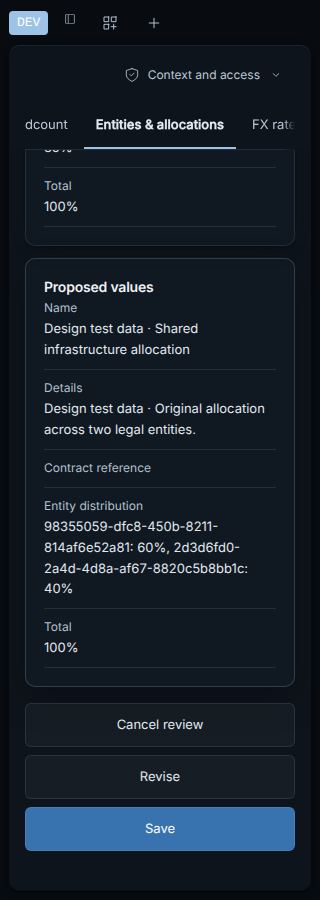 DEV
Context and access
dcount
Entities & allocations
FX rate
Total
100%
Proposed values
Name
Design test data · Shared
infrastructure allocation
Details
Design test data · Original allocation
across two legal entities.
Contract reference
Entity distribution
98355059-dfc8-450b-8211-
814af6e52a81: 60%, 2d3d6fd0-
2a4d-4d8a-af67-8820c5b8bb1c:
40%
Total
100%
Cancel review
Revise
Save